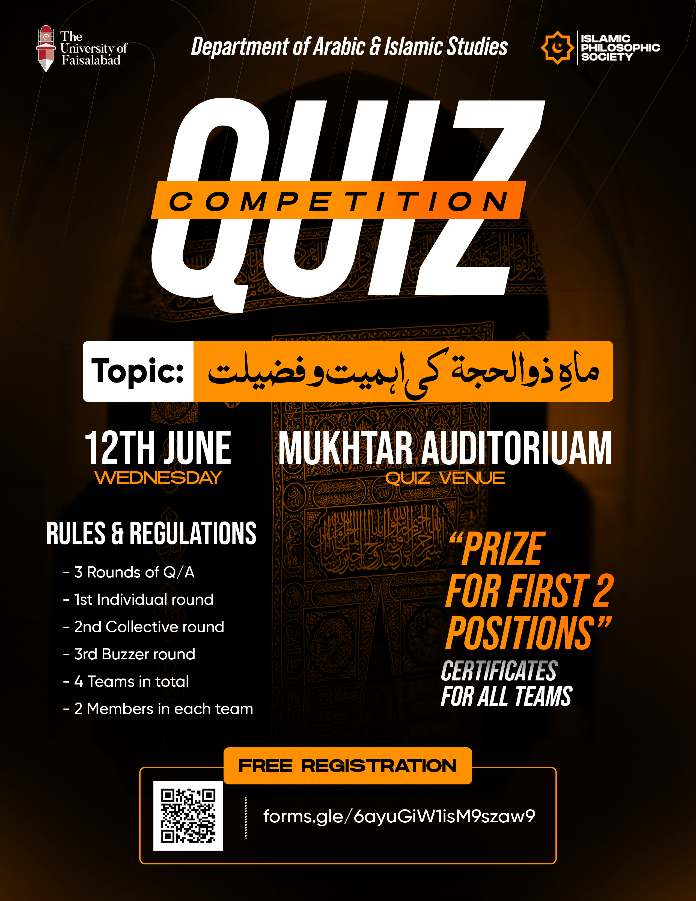 The
University of
Faisalabad
Department of Arabic & Islamic Studies
ISLAMIC
PHILOSOPHIC
SOCIETY
QUIZ
COMPETITION
Topic: ماہِ ذوالحجة کی اہمیت و فضیلت
12TH JUNE
WEDNESDAY
MUKHTAR AUDITORIUAM
QUIZ VENUE
RULES & REGULATIONS
- 3 Rounds of Q/A
- 1st Individual round
- 2nd Collective round
- 3rd Buzzer round
- 4 Teams in total
- 2 Members in each team
“PRIZE
FOR FIRST 2
POSITIONS”
CERTIFICATES
FOR ALL TEAMS
FREE REGISTRATION
forms.gle/6ayuGiW1isM9szaw9